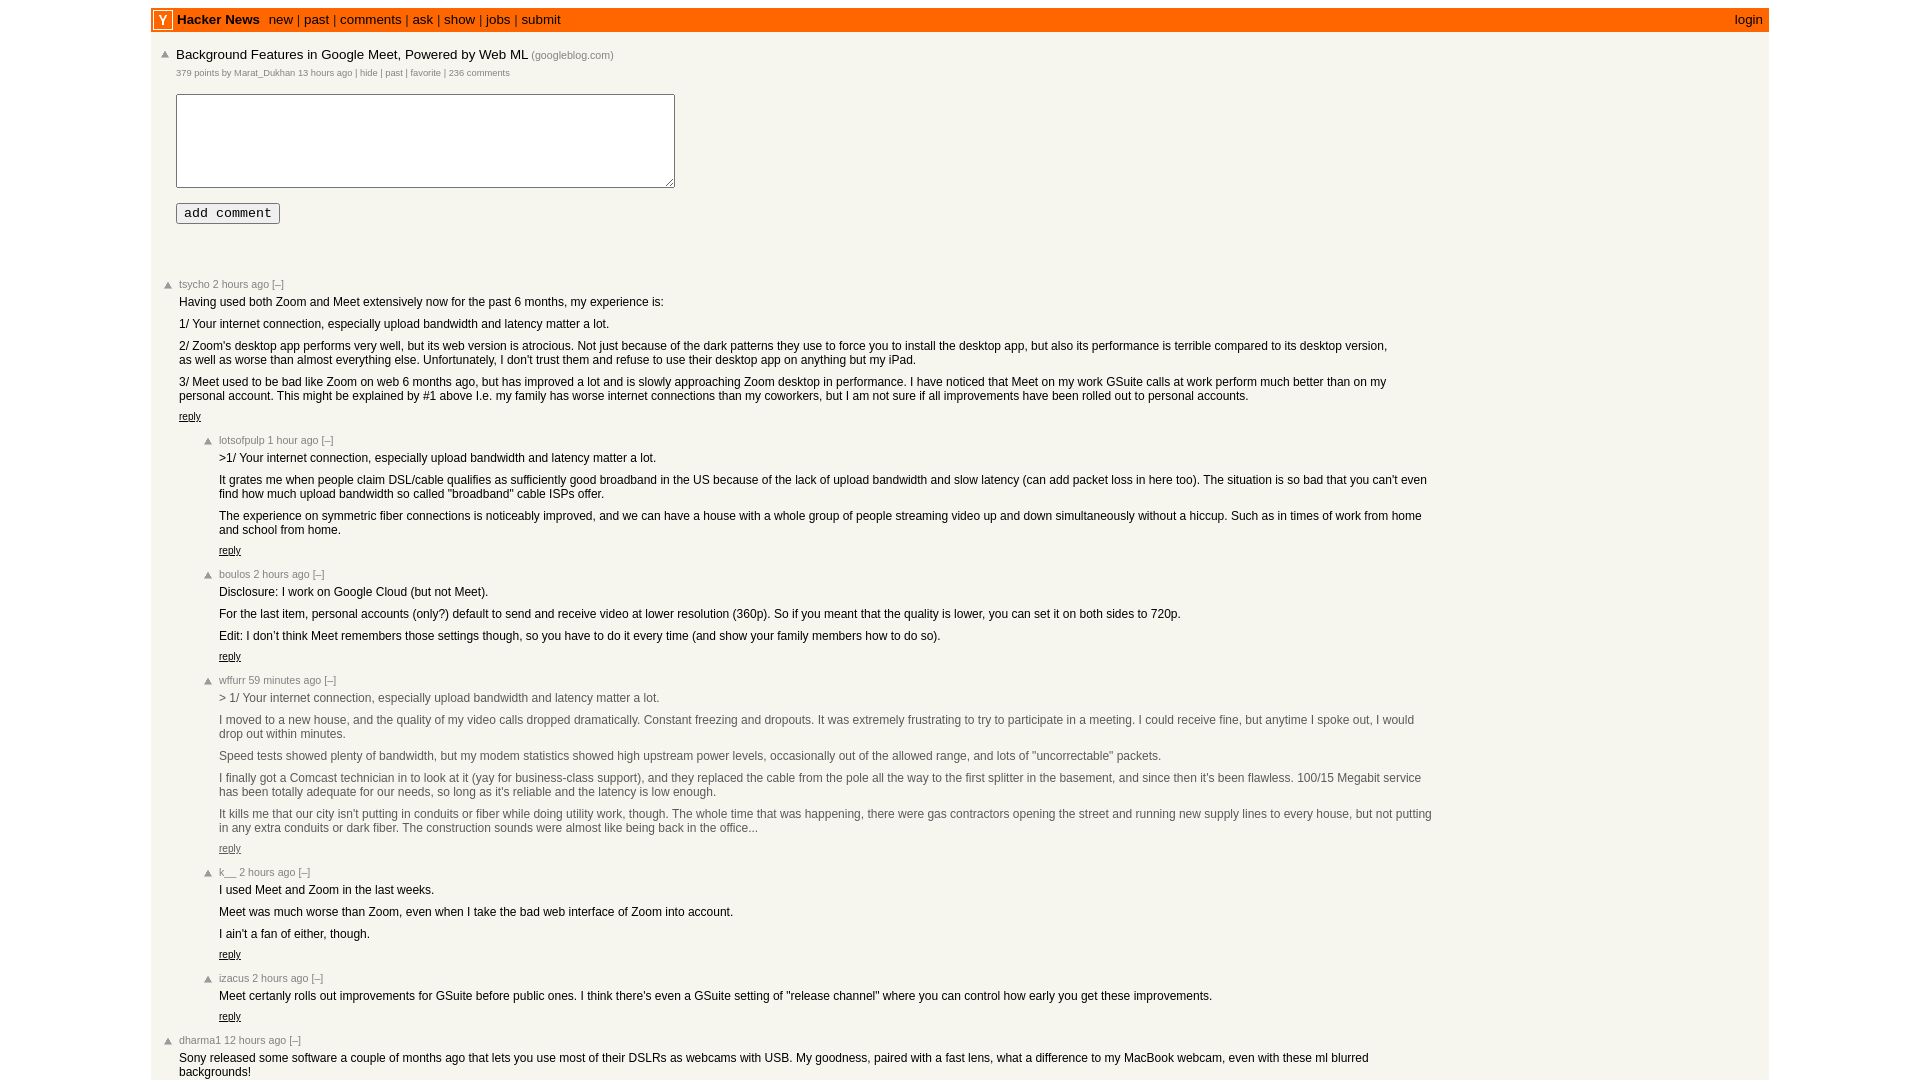 Y Hacker News new | past | comments | ask | show | jobs | submit login
Background Features in Google Meet, Powered by Web ML (googleblog.com)
379 points by Marat_Dukhan 13 hours ago | hide | past | favorite | 236 comments
add comment
tsycho 2 hours ago [–]
Having used both Zoom and Meet extensively now for the past 6 months, my experience is:
1/ Your internet connection, especially upload bandwidth and latency matter a lot.
2/ Zoom's desktop app performs very well, but its web version is atrocious. Not just because of the dark patterns they use to force you to install the desktop app, but also its performance is terrible compared to its desktop version,
as well as worse than almost everything else. Unfortunately, I don't trust them and refuse to use their desktop app on anything but my iPad.
3/ Meet used to be bad like Zoom on web 6 months ago, but has improved a lot and is slowly approaching Zoom desktop in performance. I have noticed that Meet on my work GSuite calls at work perform much better than on my
personal account. This might be explained by #1 above I.e. my family has worse internet connections than my coworkers, but I am not sure if all improvements have been rolled out to personal accounts.
reply
lotsofpulp 1 hour ago [–]
>1/ Your internet connection, especially upload bandwidth and latency matter a lot.
It grates me when people claim DSL/cable qualifies as sufficiently good broadband in the US because of the lack of upload bandwidth and slow latency (can add packet loss in here too). The situation is so bad that you can't even
find how much upload bandwidth so called "broadband" cable ISPs offer.
The experience on symmetric fiber connections is noticeably improved, and we can have a house with a whole group of people streaming video up and down simultaneously without a hiccup. Such as in times of work from home
and school from home.
reply
boulos 2 hours ago [–]
Disclosure: I work on Google Cloud (but not Meet).
For the last item, personal accounts (only?) default to send and receive video at lower resolution (360p). So if you meant that the quality is lower, you can set it on both sides to 720p.
Edit: I don’t think Meet remembers those settings though, so you have to do it every time (and show your family members how to do so).
reply
wffurr 59 minutes ago [–]
> 1/ Your internet connection, especially upload bandwidth and latency matter a lot.
I moved to a new house, and the quality of my video calls dropped dramatically. Constant freezing and dropouts. It was extremely frustrating to try to participate in a meeting. I could receive fine, but anytime I spoke out, I would
drop out within minutes.
Speed tests showed plenty of bandwidth, but my modem statistics showed high upstream power levels, occasionally out of the allowed range, and lots of "uncorrectable" packets.
I finally got a Comcast technician in to look at it (yay for business-class support), and they replaced the cable from the pole all the way to the first splitter in the basement, and since then it's been flawless. 100/15 Megabit service
has been totally adequate for our needs, so long as it's reliable and the latency is low enough.
It kills me that our city isn't putting in conduits or fiber while doing utility work, though. The whole time that was happening, there were gas contractors opening the street and running new supply lines to every house, but not putting
in any extra conduits or dark fiber. The construction sounds were almost like being back in the office...
reply
k__ 2 hours ago [–]
I used Meet and Zoom in the last weeks.
Meet was much worse than Zoom, even when I take the bad web interface of Zoom into account.
I ain't a fan of either, though.
reply
izacus 2 hours ago [–]
Meet certanly rolls out improvements for GSuite before public ones. I think there's even a GSuite setting of "release channel" where you can control how early you get these improvements.
reply
dharma1 12 hours ago [–]
Sony released some software a couple of months ago that lets you use most of their DSLRs as webcams with USB. My goodness, paired with a fast lens, what a difference to my MacBook webcam, even with these ml blurred
backgrounds!